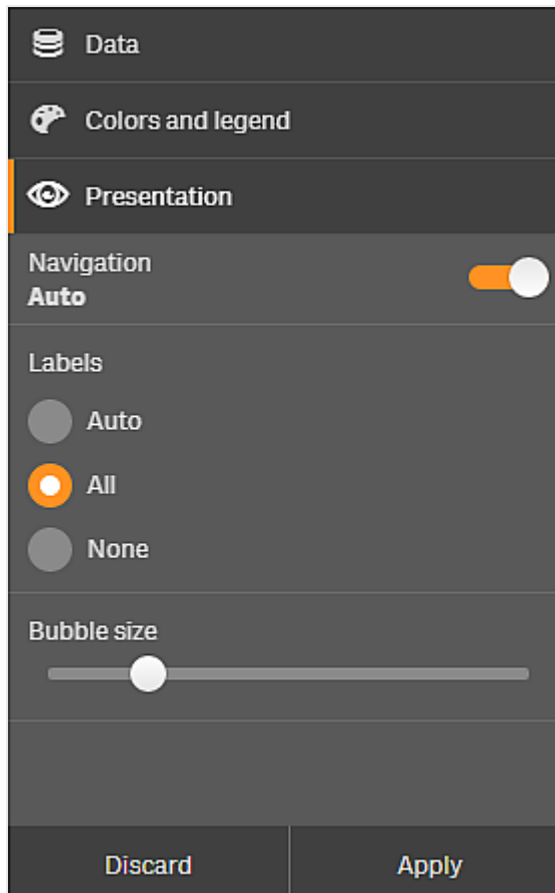 Data
Colors and legend
Presentation
Navigation
Auto
Labels
Auto
All
None
Bubble size
Discard
Apply